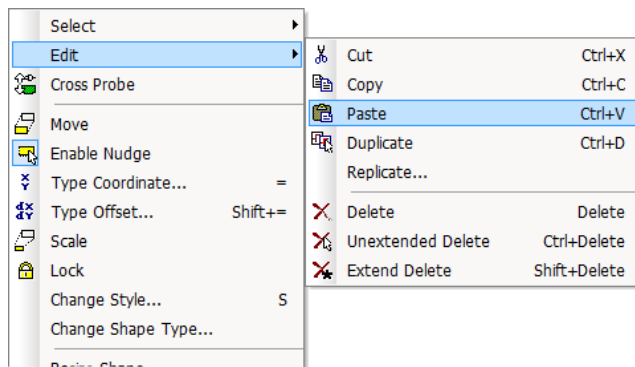 Select
Edit
Cross Probe
Move
Enable Nudge
Type Coordinate... =
Type Offset... Shift+=
Scale
Lock
Change Style... S
Change Shape Type...
Cut Ctrl+X
Copy Ctrl+C
Paste Ctrl+V
Duplicate Ctrl+D
Replicate...
Delete Delete
Unextended Delete Ctrl+Delete
Extend Delete Shift+Delete